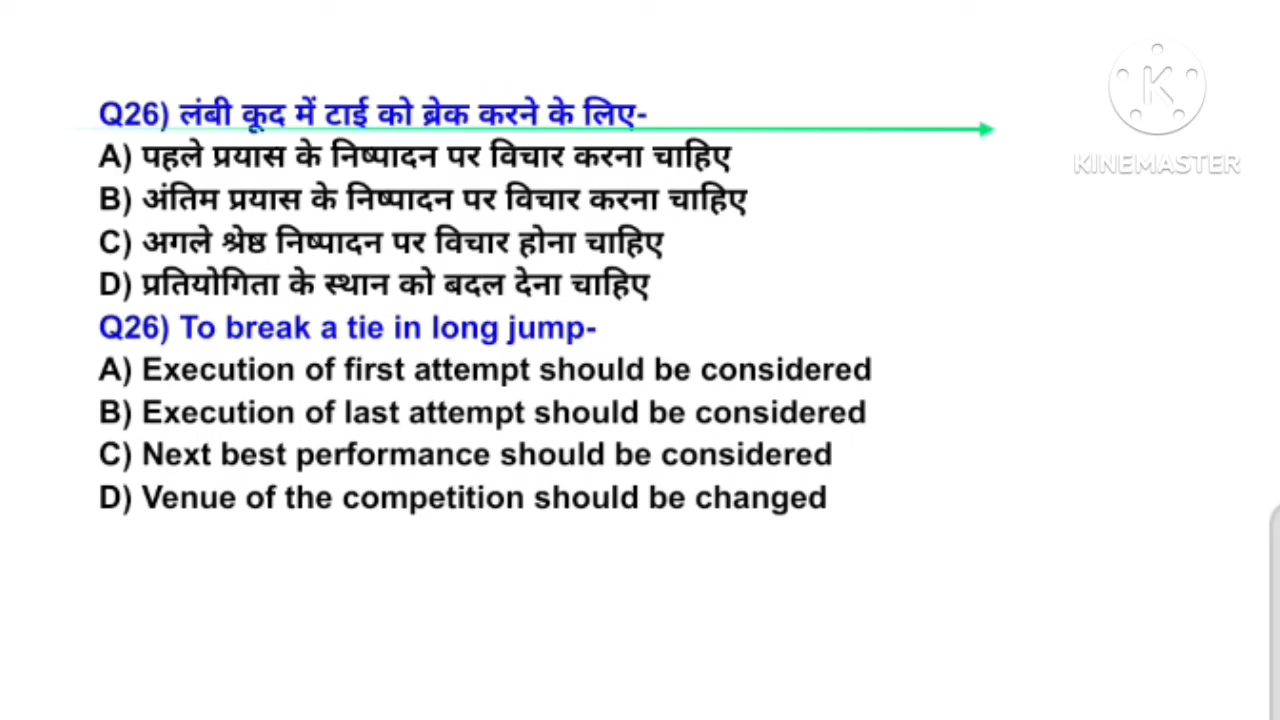 Q26) लंबी कूद में टाई को ब्रेक करने के लिए-
A) पहले प्रयास के निष्पादन पर विचार करना चाहिए
B) अंतिम प्रयास के निष्पादन पर विचार करना चाहिए
C) अगले श्रेष्ठ निष्पादन पर विचार होना चाहिए
D) प्रतियोगिता के स्थान को बदल देना चाहिए
Q26) To break a tie in long jump-
A) Execution of first attempt should be considered
B) Execution of last attempt should be considered
C) Next best performance should be considered
D) Venue of the competition should be changed
K
KINEMASTER